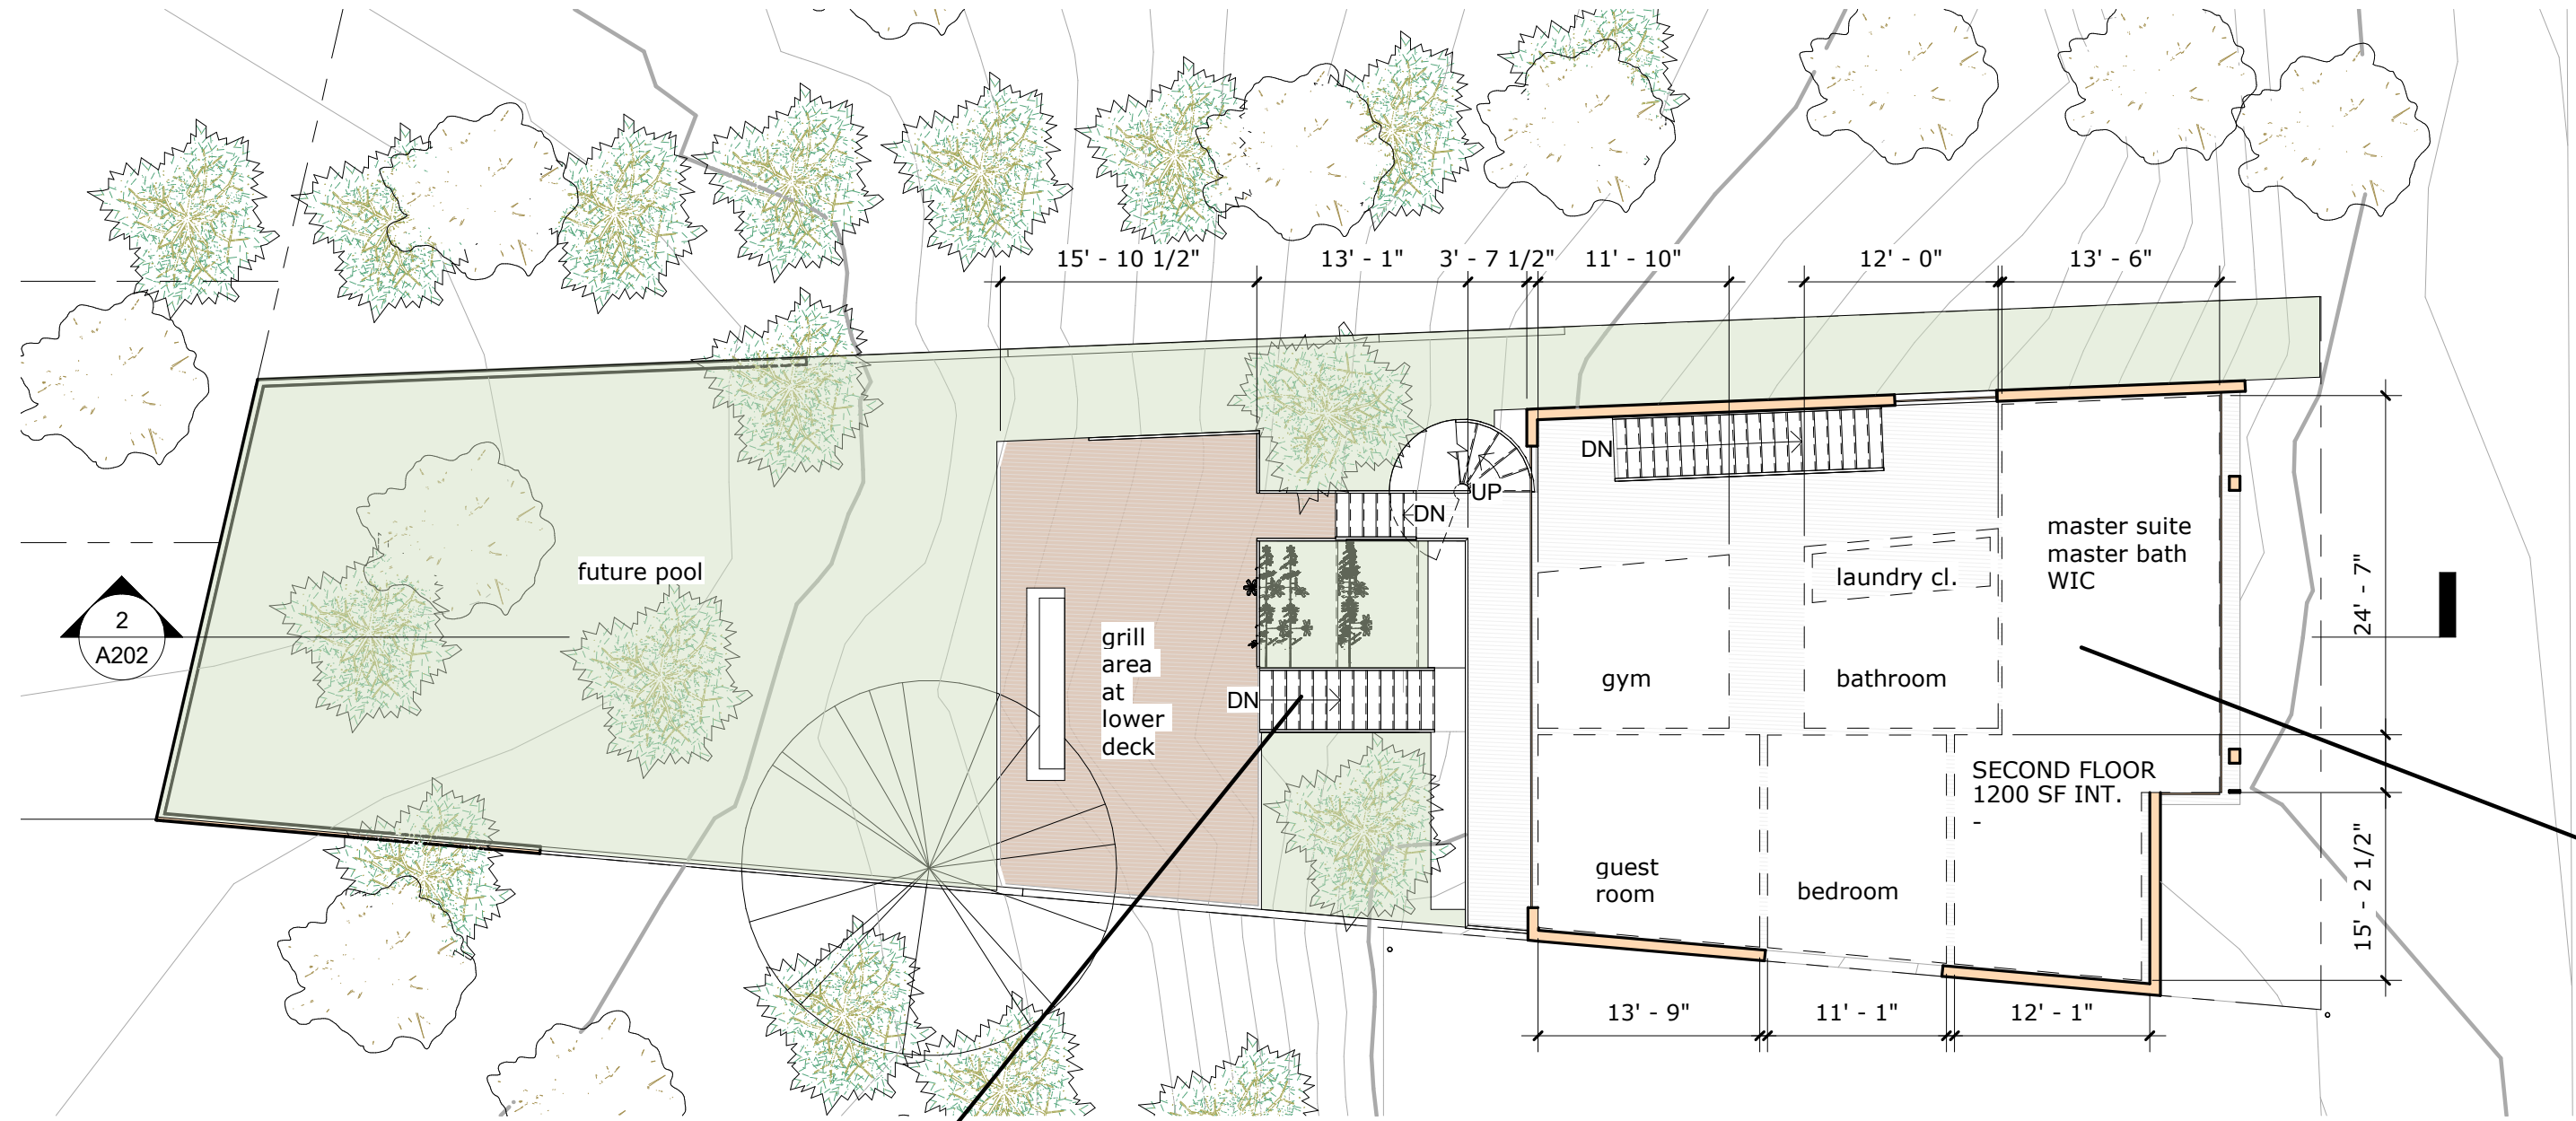 15' - 10 1/2"
13' - 1"
3' - 7 1/2"
11' - 10"
12' - 0"
13' - 6"
DN
UP
DN
master suite
master bath
WIC
future pool
laundry cl.
24' - 7"
2
A202
grill
area
at
lower
deck
DN
gym
bathroom
SECOND FLOOR
1200 SF INT.
-
guest
room
bedroom
15' - 2 1/2"
13' - 9"
11' - 1"
12' - 1"